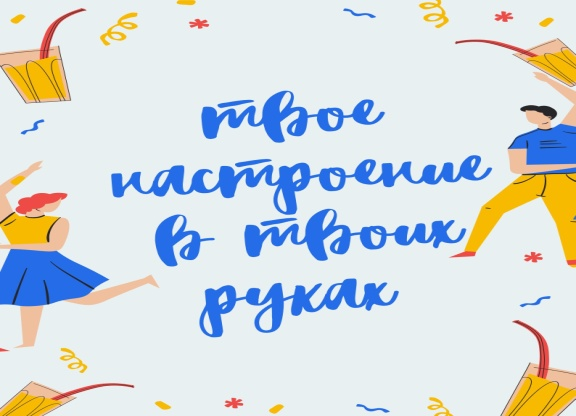 твое
настроение
в твоих
руках